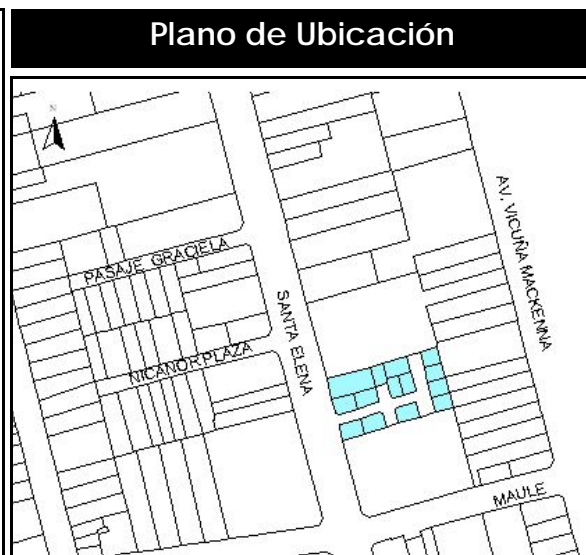 Plano de Ubicación
N
PASAJE GRACIELA
AV. VICUÑA MACKENNA
SANTA ELENA
NICANOR PLAZA
MAULE